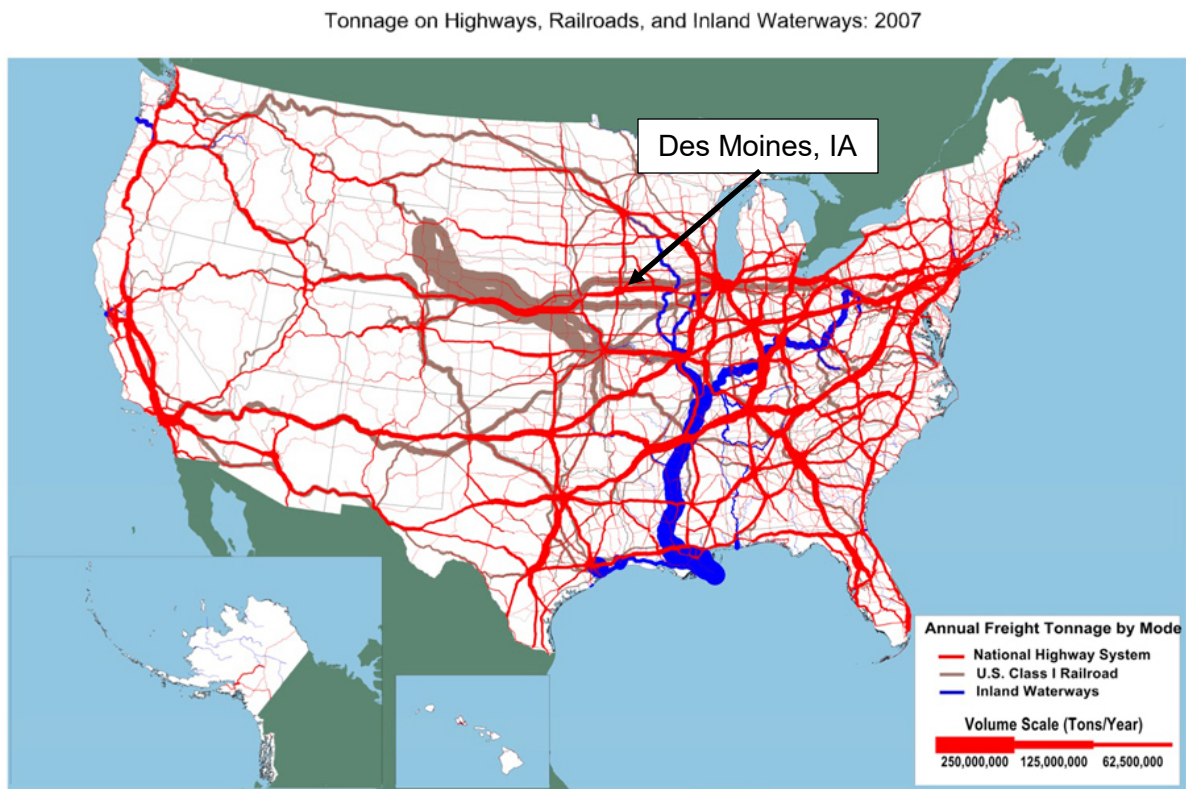 Tonnage on Highways, Railroads, and Inland Waterways: 2007
Des Moines, IA
Annual Freight Tonnage by Mode
National Highway System
U.S. Class I Railroad
Inland Waterways
Volume Scale (Tons/Year)
250,000,000 125,000,000 62,500,000